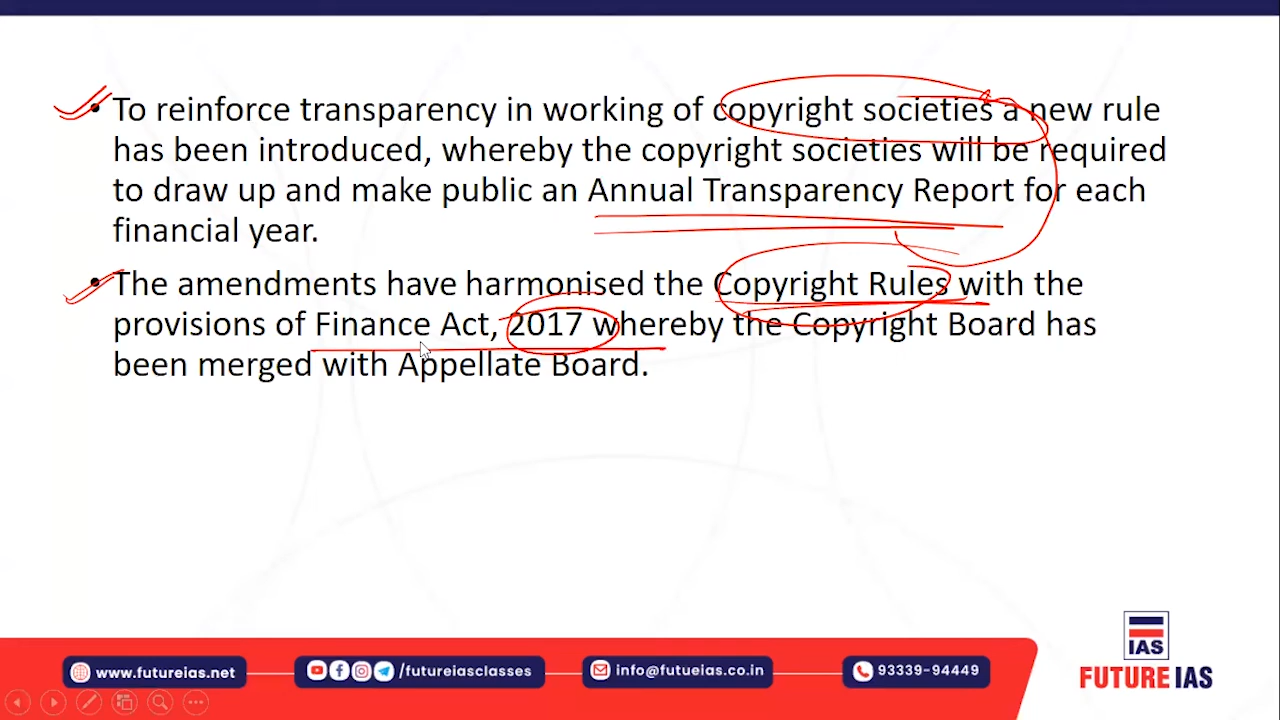 • To reinforce transparency in working of copyright societies a new rule
has been introduced, whereby the copyright societies will be required
to draw up and make public an Annual Transparency Report for each
financial year.
• The amendments have harmonised the Copyright Rules with the
provisions of Finance Act, 2017 whereby the Copyright Board has
been merged with Appellate Board.
IAS
www.futureias.net
/futureiasclasses
info@futueias.co.in
93339-94449
FUTURE IAS